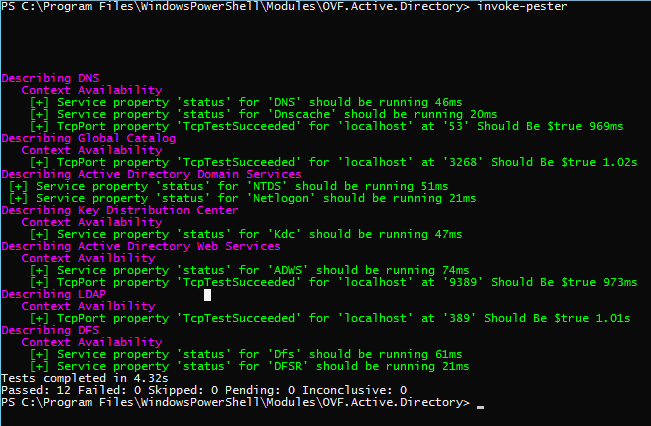 PS C:\Program Files\WindowsPowerShell\Modules\OVF.Active.Directory> invoke-pester
Describing DNS
Context Availability
[+] Service property 'status' for 'DNS' should be running 46ms
[+] Service property 'status' for 'Dnscache' should be running 20ms
[+] TcpPort property 'TcpTestSucceeded' for 'localhost' at '53' Should Be $true 969ms
Describing Global Catalog
Context Availability
[+] TcpPort property 'TcpTestSucceeded' for 'localhost' at '3268' Should Be $true 1.02s
Describing Active Directory Domain Services
[+] Service property 'status' for 'NTDS' should be running 51ms
[+] Service property 'status' for 'Netlogon' should be running 21ms
Describing Key Distribution Center
Context Availability
[+] Service property 'status' for 'Kdc' should be running 47ms
Describing Active Directory Web Services
Context Availbility
[+] Service property 'status' for 'ADWS' should be running 74ms
[+] TcpPort property 'TcpTestSucceeded' for 'localhost' at '9389' Should Be $true 973ms
Describing LDAP
Context Availbility
[+] TcpPort property 'TcpTestSucceeded' for 'localhost' at '389' Should Be $true 1.01s
Describing DFS
Context Availability
[+] Service property 'status' for 'Dfs' should be running 61ms
[+] Service property 'status' for 'DFSR' should be running 21ms
Tests completed in 4.32s
Passed: 12 Failed: 0 Skipped: 0 Pending: 0 Inconclusive: 0
PS C:\Program Files\WindowsPowerShell\Modules\OVF.Active.Directory> _